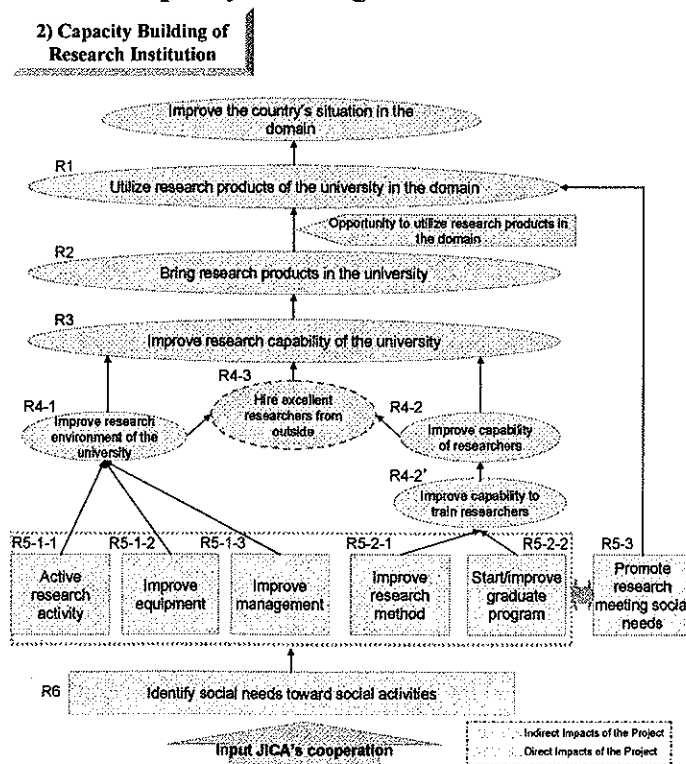 2) Capacity Building of
Research Institution
Improve the country's situation in the
domain
R1
Utilize research products of the university in the domain
Opportunity to utilize research products in
the domain
R2
Bring research products in the university
R3
Improve research capability of the university
R4-3
Hire excellent
researchers from
outside
R4-1
Improve research
environment of the
university
R4-2
Improve capability
of researchers
R4-2'
Improve capability to
train researchers
R5-1-1
R5-1-2
R5-1-3
R5-2-1
R5-2-2
R5-3
Active
research
activity
Improve
equipment
Improve
management
Improve
research
method
Start/improve
graduate
program
Promote
research
meeting social
needs
R6
Identify social needs toward social activities
Input JICA's cooperation
Indirect Impacts of the Project
Direct Impacts of the Project